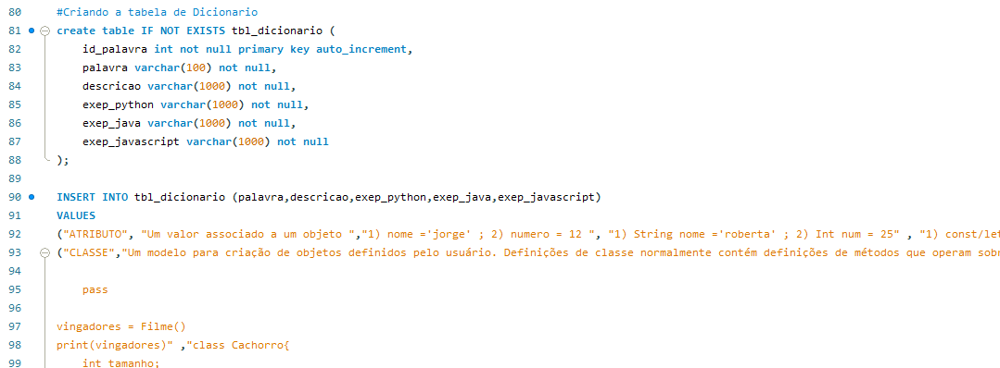 80 #Criando a tabela de Dicionario
81 create table IF NOT EXISTS tbl_dicionario (
82 id_palavra int not null primary key auto_increment,
83 palavra varchar(100) not null,
84 descricao varchar(1000) not null,
85 exep_python varchar(1000) not null,
86 exep_java varchar(1000) not null,
87 exep_javascript varchar(1000) not null
88 );
89
90 INSERT INTO tbl_dicionario (palavra,descricao,exep_python,exep_java,exep_javascript)
91 VALUES
92 ("ATRIBUTO", "Um valor associado a um objeto ","1) nome ='jorge' ; 2) numero = 12 ", "1) String nome ='roberta' ; 2) Int num = 25" , "1) const/let
93 ("CLASSE","Um modelo para criação de objetos definidos pelo usuário. Definições de classe normalmente contém definições de métodos que operam sobr
94
95 pass
96
97 vingadores = Filme()
98 print(vingadores)" ,"class Cachorro{
99 int tamanho;